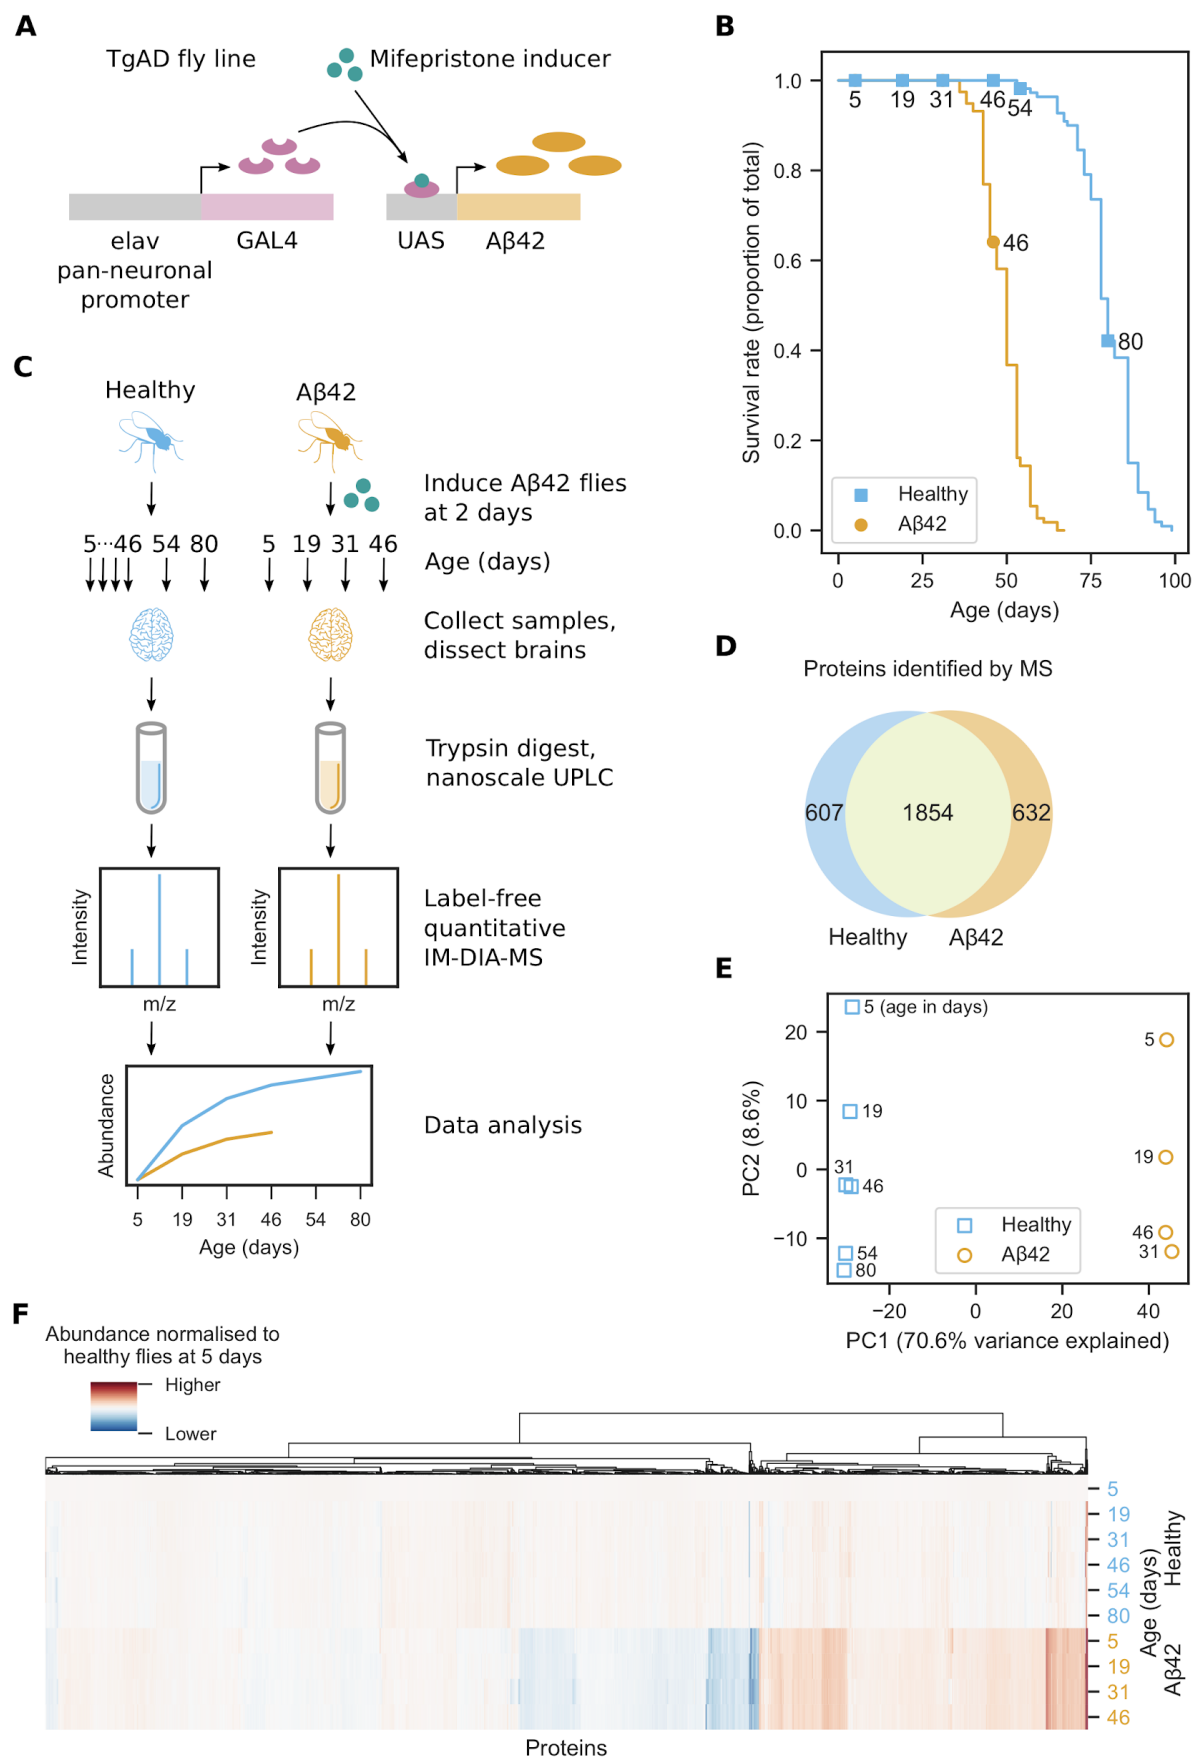 A
TgAD fly line
Mifepristone inducer
elav
pan-neuronal
promoter
GAL4
UAS
Aβ42
B
Survival rate (proportion of total)
1.0
0.8
0.6
0.4
0.2
0.0
5
19
31
46
54
46
80
Healthy
Aβ42
0
25
50
75
100
Age (days)
C
Healthy
Aβ42
Induce Aβ42 flies
at 2 days
5···46 54 80
5 19 31 46
Age (days)
Collect samples,
dissect brains
Trypsin digest,
nanoscale UPLC
Intensity
m/z
Intensity
m/z
Label-free
quantitative
IM-DIA-MS
Abundance
5 19 31 46 54 80
Age (days)
Data analysis
D
Proteins identified by MS
607
1854
632
Healthy
Aβ42
E
PC2 (8.6%)
20
10
0
−10
5 (age in days)
19
31
46
54
80
5
19
46
31
Healthy
Aβ42
−20
0
20
40
PC1 (70.6% variance explained)
F
Abundance normalised to
healthy flies at 5 days
Higher
Lower
5
19
31
46
54
80
5
19
31
46
Age (days)
Healthy
Aβ42
Proteins